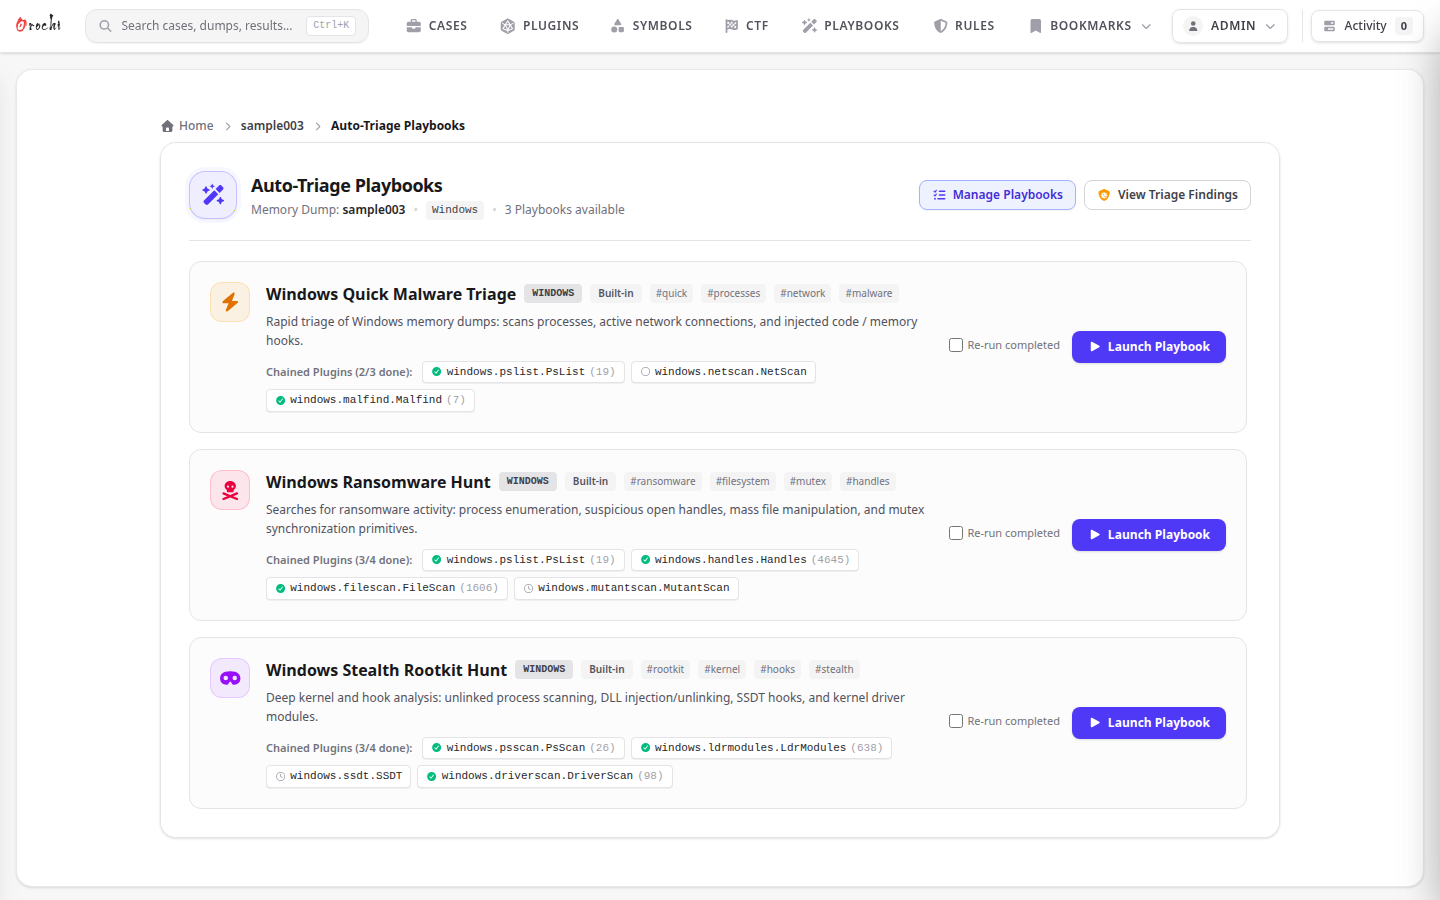 Orochi
Search cases, dumps, results... Ctrl+K
CASES
PLUGINS
SYMBOLS
CTF
PLAYBOOKS
RULES
BOOKMARKS
ADMIN
Activity 0
Home > sample003 > Auto-Triage Playbooks
Auto-Triage Playbooks
Memory Dump: sample003 • Windows • 3 Playbooks available
Manage Playbooks
View Triage Findings
Windows Quick Malware Triage WINDOWS Built-in #quick #processes #network #malware
Rapid triage of Windows memory dumps: scans processes, active network connections, and injected code / memory
hooks.
Chained Plugins (2/3 done): windows.pslist.PsList (19) windows.netscan.NetScan
windows.malfind.Malfind (7)
Re-run completed
Launch Playbook
Windows Ransomware Hunt WINDOWS Built-in #ransomware #filesystem #mutex #handles
Searches for ransomware activity: process enumeration, suspicious open handles, mass file manipulation, and mutex
synchronization primitives.
Chained Plugins (3/4 done): windows.pslist.PsList (19) windows.handles.Handles (4645)
windows.filescan.FileScan (1606) windows.mutantscan.MutantScan
Re-run completed
Launch Playbook
Windows Stealth Rootkit Hunt WINDOWS Built-in #rootkit #kernel #hooks #stealth
Deep kernel and hook analysis: unlinked process scanning, DLL injection/unlinking, SSDT hooks, and kernel driver
modules.
Chained Plugins (3/4 done): windows.psscan.PsScan (26) windows.ldrmodules.LdrModules (638)
windows.ssdt.SSDT windows.driverscan.DriverScan (98)
Re-run completed
Launch Playbook